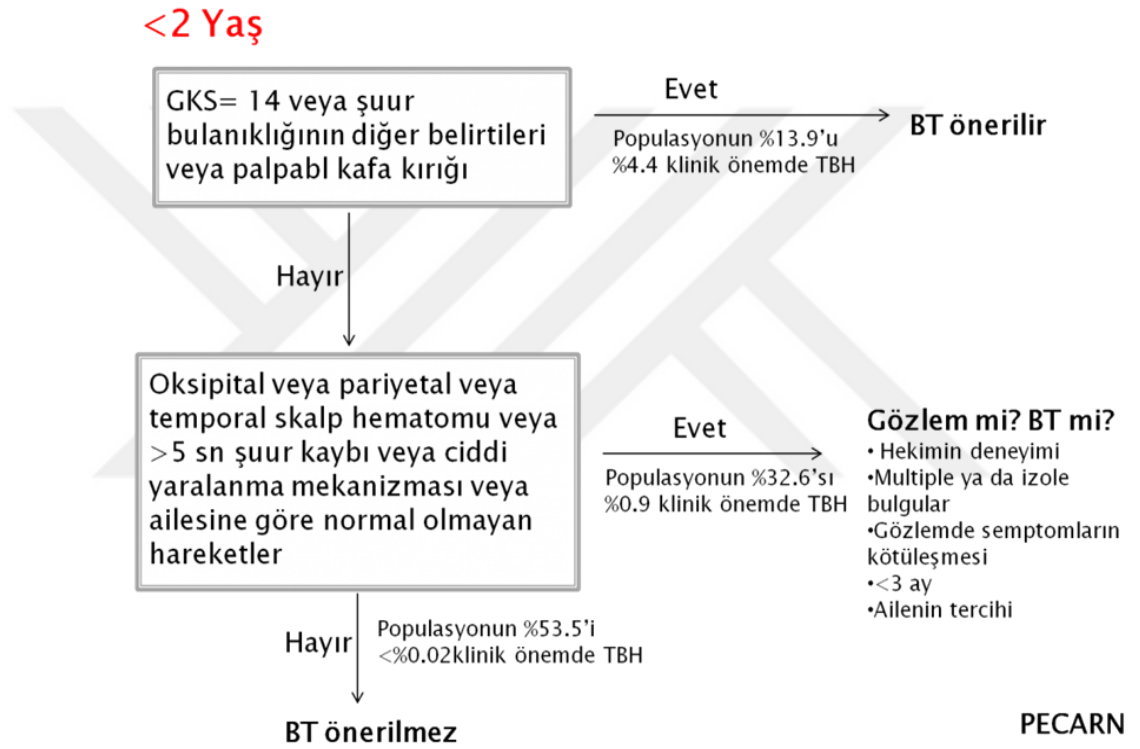 <2 Yaş
GKS= 14 veya şuur
bulanıklığının diğer belirtileri
veya palpabl kafa kırığı
Evet
Populasyonun %13.9’u
%4.4 klinik önemde TBH
BT önerilir
Hayır
Oksipital veya pariyetal veya
temporal skalp hematomu veya
>5 sn şuur kaybı veya ciddi
yaralanma mekanizması veya
ailesine göre normal olmayan
hareketler
Evet
Populasyonun %32.6’sı
%0.9 klinik önemde TBH
Gözlem mi? BT mi?
• Hekimin deneyimi
•Multiple ya da izole
bulgular
•Gözlemde semptomların
kötüleşmesi
•<3 ay
•Ailenin tercihi
Hayır
Populasyonun %53.5’i
<%0.02klinik önemde TBH
BT önerilmez
PECARN